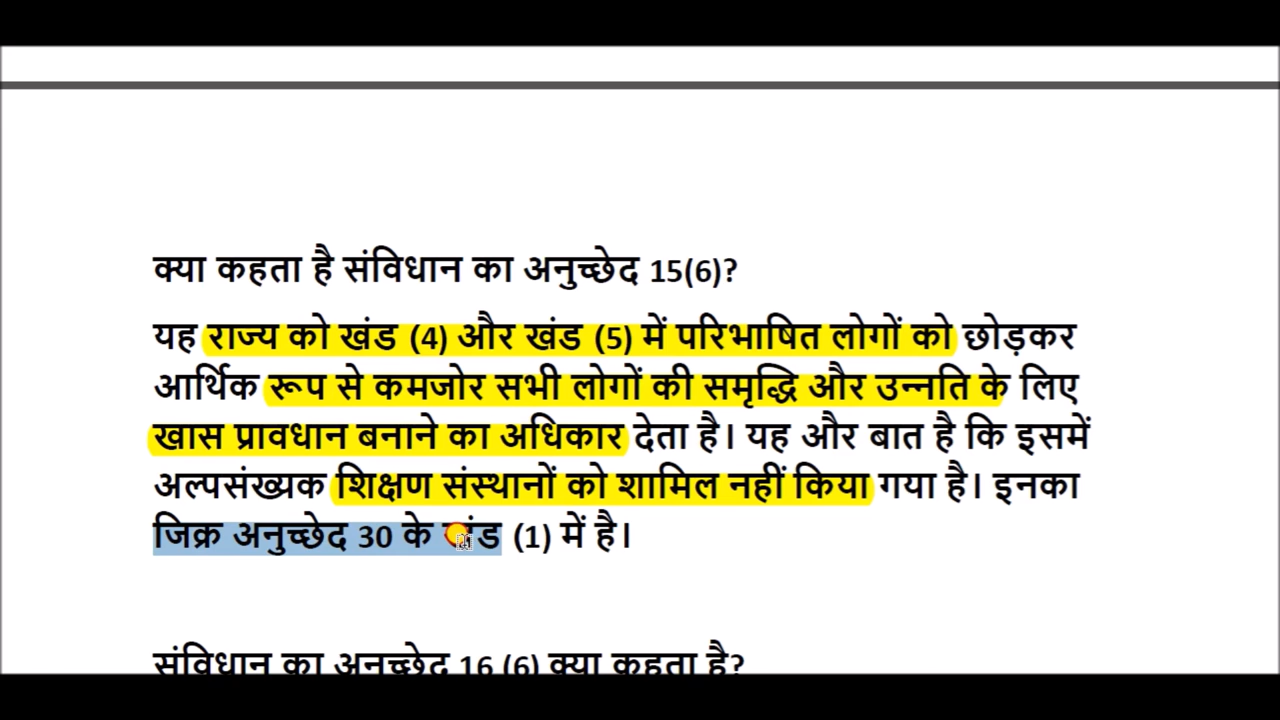 क्या कहता है संविधान का अनुच्छेद 15(6)?
यह राज्य को खंड (4) और खंड (5) में परिभाषित लोगों को छोड़कर
आर्थिक रूप से कमजोर सभी लोगों की समृद्धि और उन्नति के लिए
खास प्रावधान बनाने का अधिकार देता है। यह और बात है कि इसमें
अल्पसंख्यक शिक्षण संस्थानों को शामिल नहीं किया गया है। इनका
जिक्र अनुच्छेद 30 के खंड (1) में है।
संविधान का अनुच्छेद 16 (6) क्या कहता है?